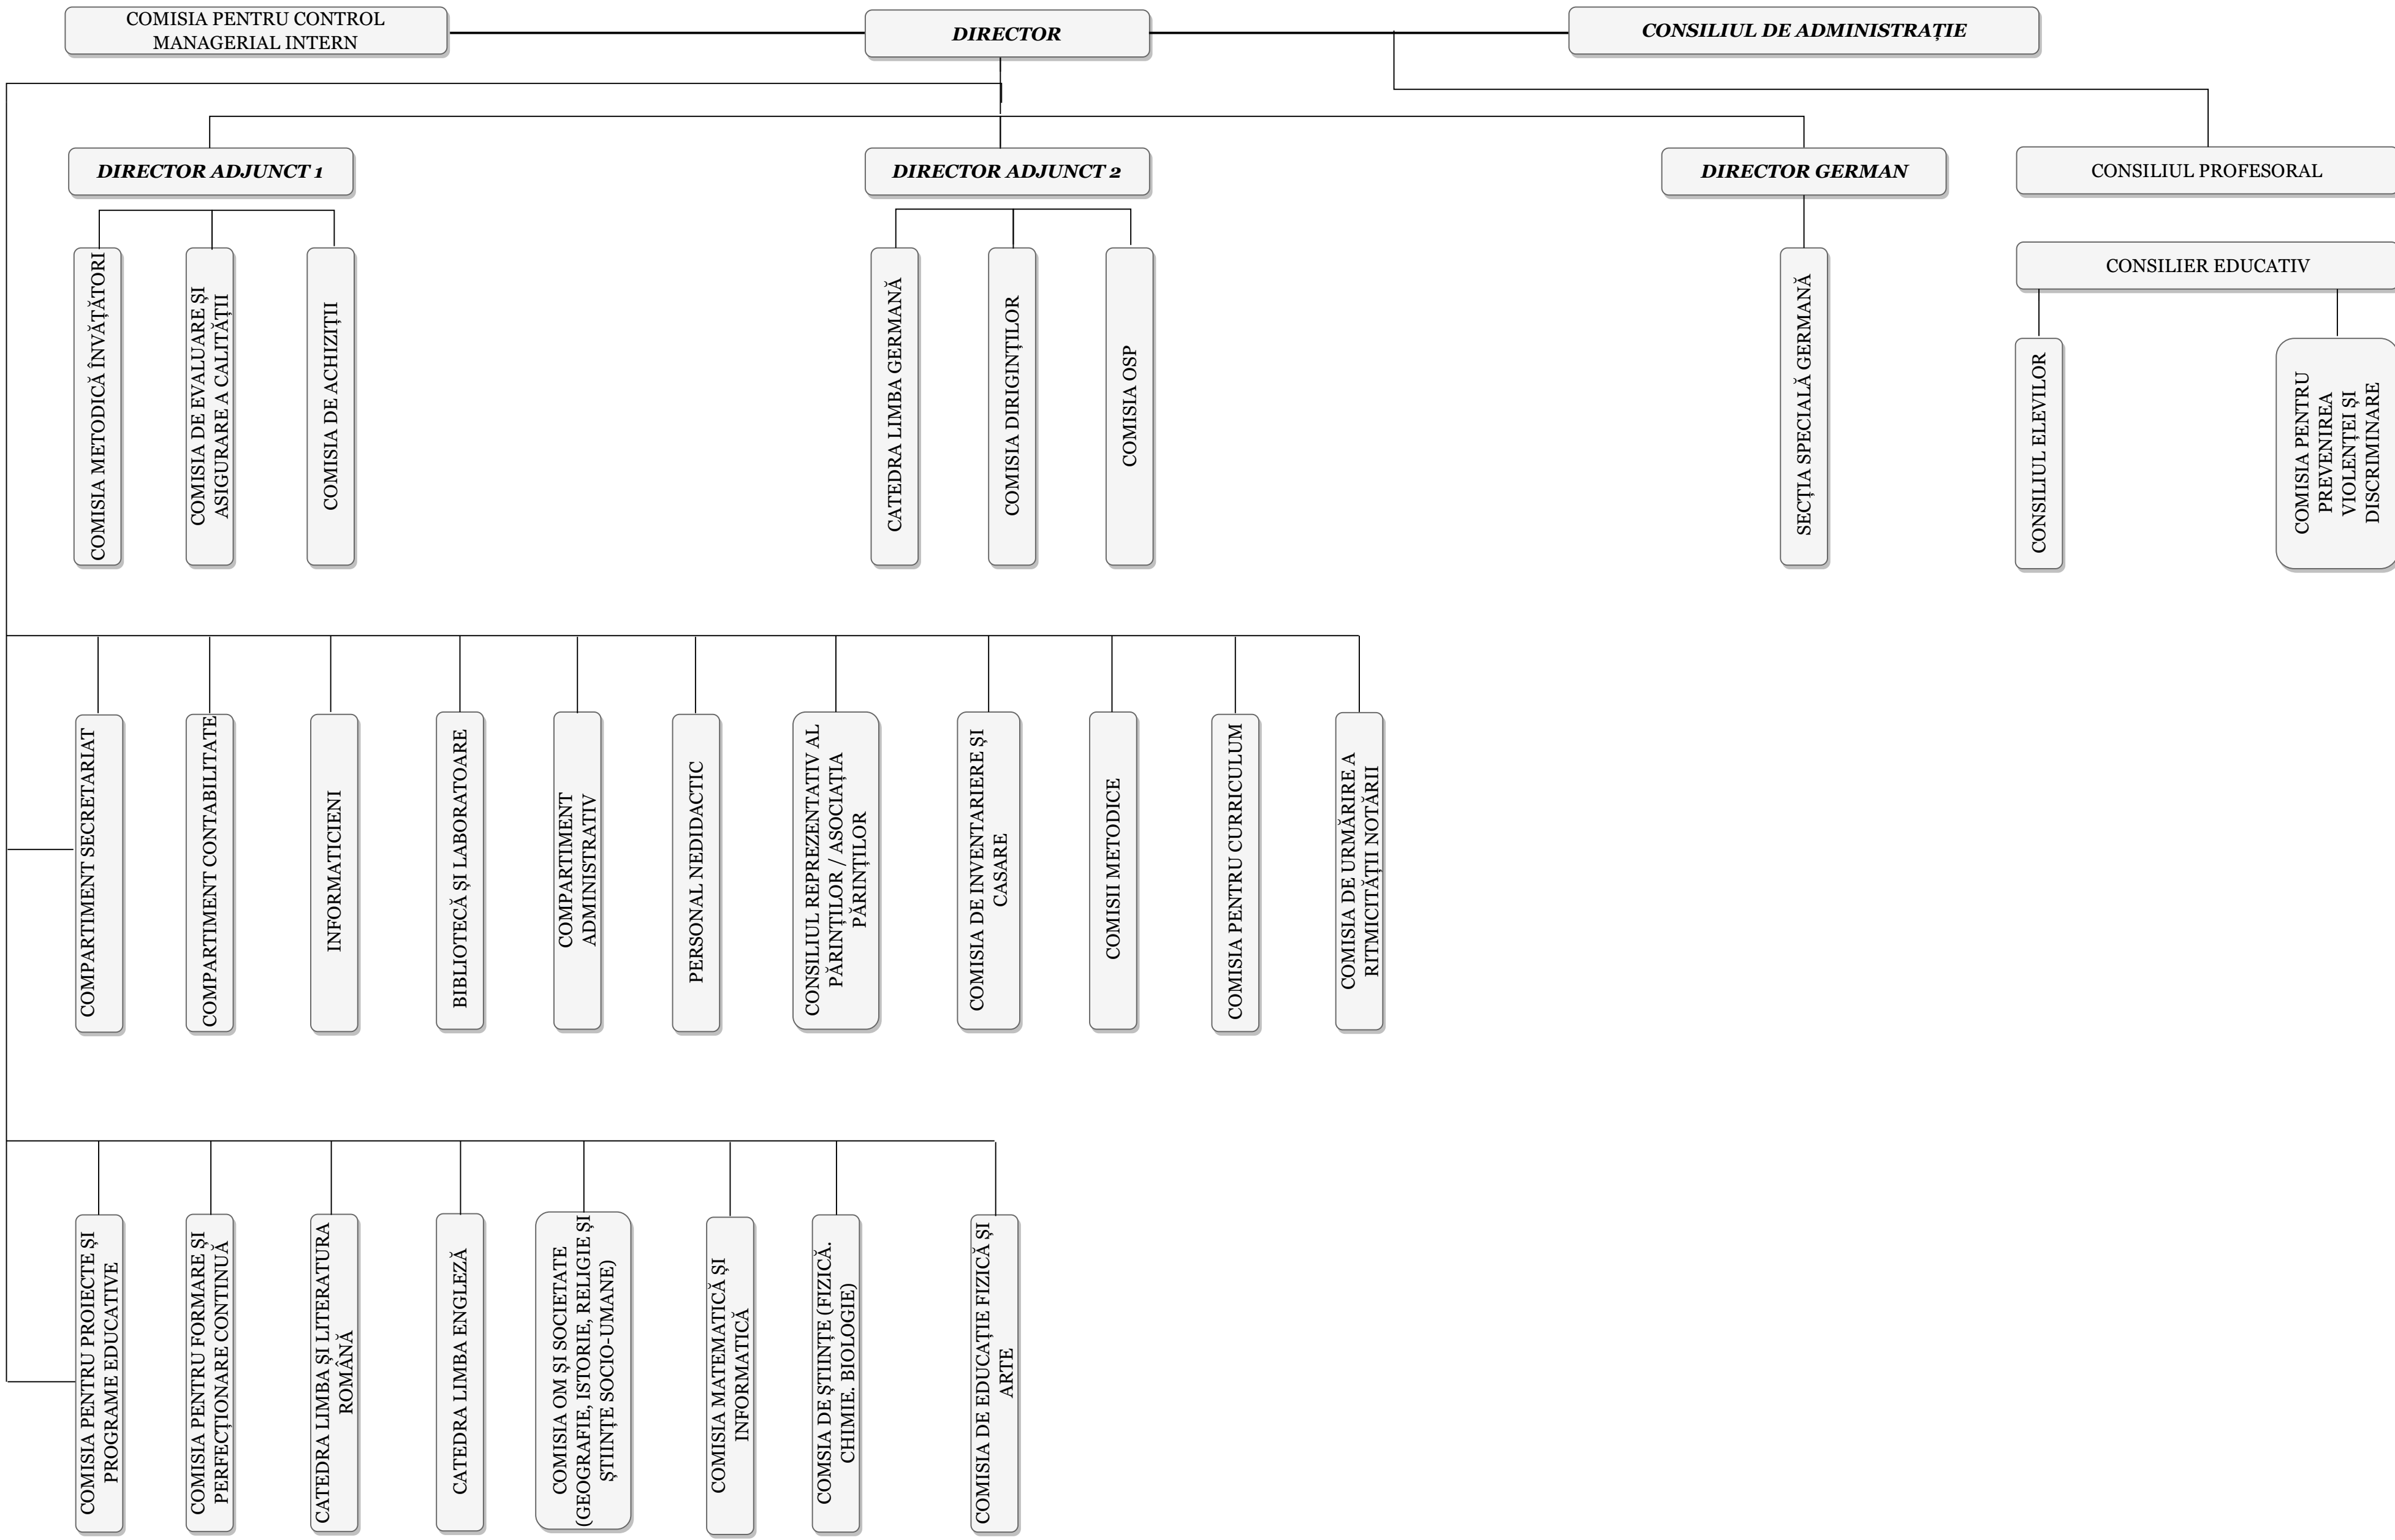 COMISIA PENTRU CONTROL
MANAGERIAL INTERN
DIRECTOR
CONSILIUL DE ADMINISTRAȚIE
DIRECTOR ADJUNCT 1
DIRECTOR ADJUNCT 2
DIRECTOR GERMAN
CONSILIUL PROFESORAL
CONSILIER EDUCATIV
COMISIA METODICĂ ÎNVĂȚĂTORI
COMISIA DE EVALUARE ȘI
ASIGURARE A CALITĂȚII
COMISIA DE ACHIZIȚII
CATEDRA LIMBA GERMANĂ
COMISIA DIRIGINȚILOR
COMISIA OSP
SECȚIA SPECIALĂ GERMANĂ
CONSILIUL ELEVILOR
COMISIA PENTRU
PREVENIREA
VIOLENȚEI ȘI
DISCRIMINARE
COMPARTIMENT SECRETARIAT
COMPARTIMENT CONTABILITATE
INFORMATICIENI
BIBLIOTECĂ ȘI LABORATOARE
COMPARTIMENT
ADMINISTRATIV
PERSONAL NEDIDACTIC
CONSILIUL REPREZENTATIV AL
PĂRINȚILOR / ASOCIAȚIA
PĂRINȚILOR
COMISIA DE INVENTARIERE ȘI
CASARE
COMISII METODICE
COMISIA PENTRU CURRICULUM
COMISIA DE URMĂRIRE A
RITMICITĂȚII NOTĂRII
COMISIA PENTRU PROIECTE ȘI
PROGRAME EDUCATIVE
COMISIA PENTRU FORMARE ȘI
PERFECȚIONARE CONTINUĂ
CATEDRA LIMBA ȘI LITERATURA
ROMÂNĂ
CATEDRA LIMBA ENGLEZĂ
COMISIA OM ȘI SOCIETATE
(GEOGRAFIE, ISTORIE, RELIGIE ȘI
ȘTIINȚE SOCIO-UMANE)
COMISIA MATEMATICĂ ȘI
INFORMATICĂ
COMSIA DE ȘTIINȚE (FIZICĂ.
CHIMIE. BIOLOGIE)
COMISIA DE EDUCAȚIE FIZICĂ ȘI
ARTE